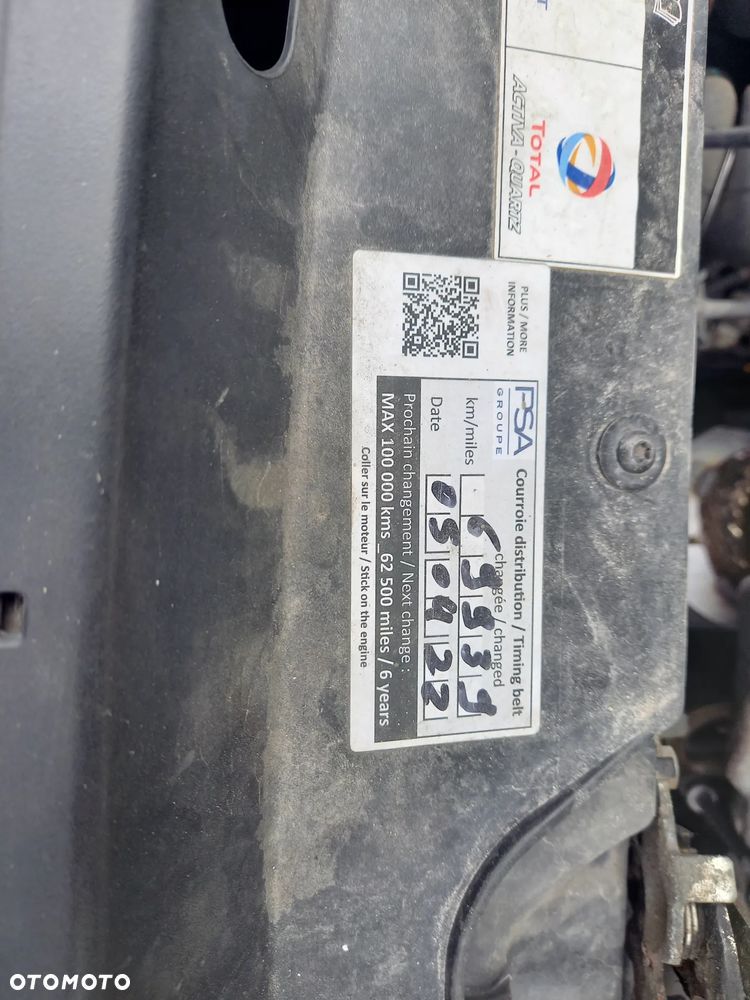 TOTAL
ACTIVA - QUARTZ
PLUS / MORE
INFORMATION
PSA
GROUPE
Courroie distribution / Timing belt
changée / changed
km/miles
Date 05 04 22
Prochain changement / Next change :
MAX 100 000 kms _62 500 miles / 6 years
Coller sur le moteur / Stick on the engine
OTOMOTO